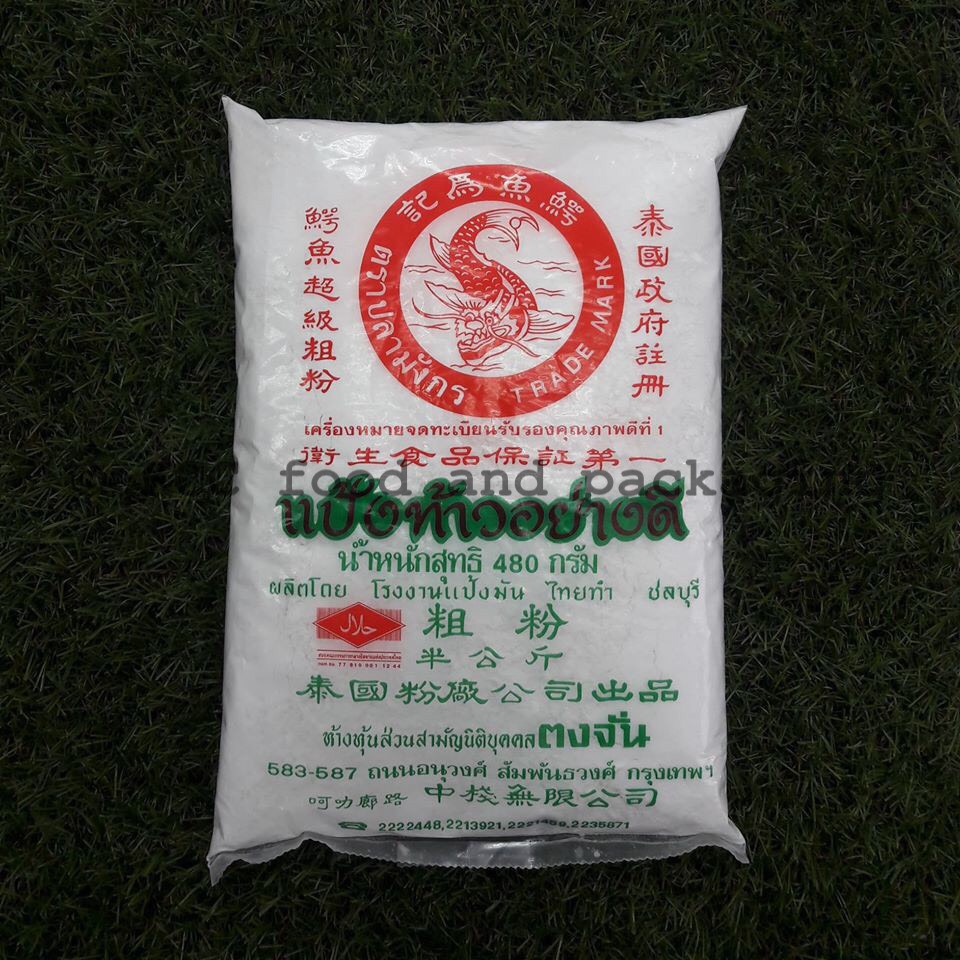 記爲魚鰐
ตราปลามังกร
TRADE MARK
鰐魚超級粗粉
泰國政府註冊
เครื่องหมายจดทะเบียนรับรองคุณภาพดีที่ 1
衛生食品保証第一
food and pack
แป้งท้าวอย่างดี
น้ำหนักสุทธิ 480 กรัม
ผลิตโดย โรงงานแป้งมัน ไทยทำ ชลบุรี
حلال
粗粉
半公斤
泰國粉廠公司出品
ห้างหุ้นส่วนสามัญนิติบุคคล ตงจั่น
583-587 ถนนอนุวงศ์ สัมพันธวงศ์ กรุงเทพฯ
呵叻廊路 中棧無限公司
☎ 2222448,2213921,2221459,2235871